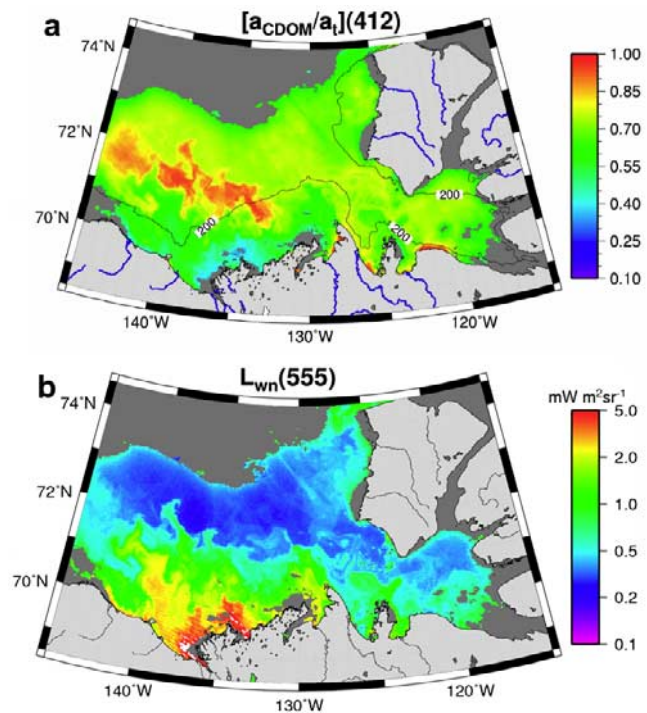 [aCDOM/at](412)
a
74˚N
72˚N
70˚N
200
200
200
140˚W
130˚W
120˚W
1.00
0.85
0.70
0.55
0.40
0.25
0.10
b
Lwn(555)
mW m²sr⁻¹
74˚N
72˚N
70˚N
140˚W
130˚W
120˚W
5.0
2.0
1.0
0.5
0.2
0.1